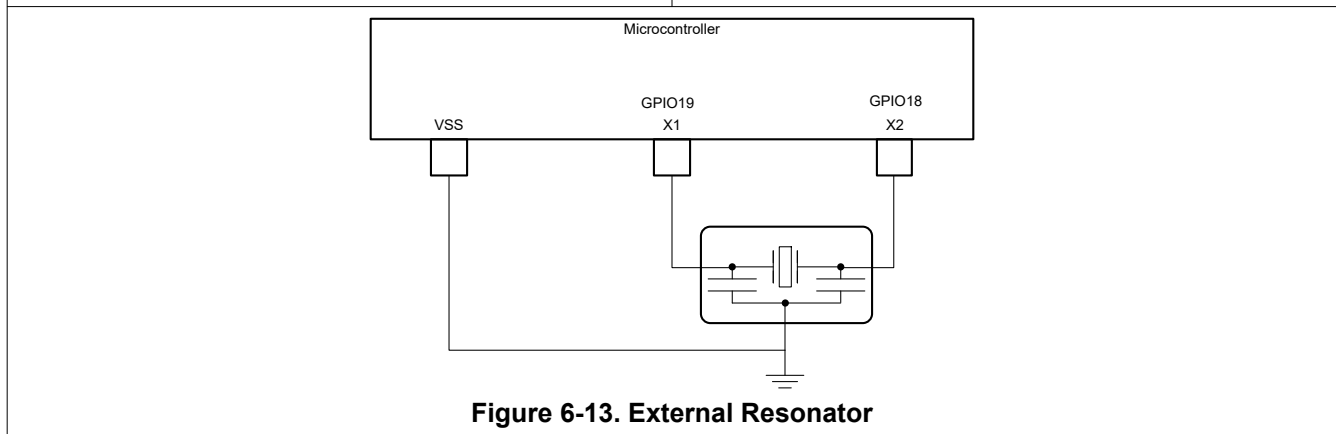 Microcontroller
GPIO19
GPIO18
VSS
X1
X2
Figure 6-13. External Resonator